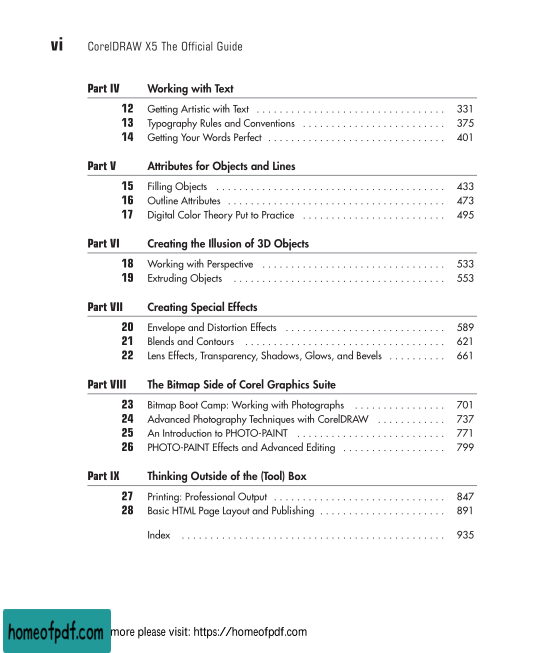 vi CorelDRAW X5 The Official Guide
Part IV Working with Text
12 Getting Artistic with Text . . . . . . . . . . . . . . . . . . . . . . . . . . . . . . . . . 331
13 Typography Rules and Conventions . . . . . . . . . . . . . . . . . . . . . . . . . 375
14 Getting Your Words Perfect . . . . . . . . . . . . . . . . . . . . . . . . . . . . . . . 401
Part V Attributes for Objects and Lines
15 Filling Objects . . . . . . . . . . . . . . . . . . . . . . . . . . . . . . . . . . . . . . . . 433
16 Outline Attributes . . . . . . . . . . . . . . . . . . . . . . . . . . . . . . . . . . . . . . 473
17 Digital Color Theory Put to Practice . . . . . . . . . . . . . . . . . . . . . . . . . 495
Part VI Creating the Illusion of 3D Objects
18 Working with Perspective . . . . . . . . . . . . . . . . . . . . . . . . . . . . . . . . 533
19 Extruding Objects . . . . . . . . . . . . . . . . . . . . . . . . . . . . . . . . . . . . . 553
Part VII Creating Special Effects
20 Envelope and Distortion Effects . . . . . . . . . . . . . . . . . . . . . . . . . . . . 589
21 Blends and Contours . . . . . . . . . . . . . . . . . . . . . . . . . . . . . . . . . . . 621
22 Lens Effects, Transparency, Shadows, Glows, and Bevels . . . . . . . . . . 661
Part VIII The Bitmap Side of Corel Graphics Suite
23 Bitmap Boot Camp: Working with Photographs . . . . . . . . . . . . . . . . 701
24 Advanced Photography Techniques with CorelDRAW . . . . . . . . . . . . 737
25 An Introduction to PHOTO-PAINT . . . . . . . . . . . . . . . . . . . . . . . . . . 771
26 PHOTO-PAINT Effects and Advanced Editing . . . . . . . . . . . . . . . . . . 799
Part IX Thinking Outside of the (Tool) Box
27 Printing: Professional Output . . . . . . . . . . . . . . . . . . . . . . . . . . . . . . 847
28 Basic HTML Page Layout and Publishing . . . . . . . . . . . . . . . . . . . . . . 891
Index . . . . . . . . . . . . . . . . . . . . . . . . . . . . . . . . . . . . . . . . . . . . . . 935
homeofpdf.com more please visit: https://homeofpdf.com